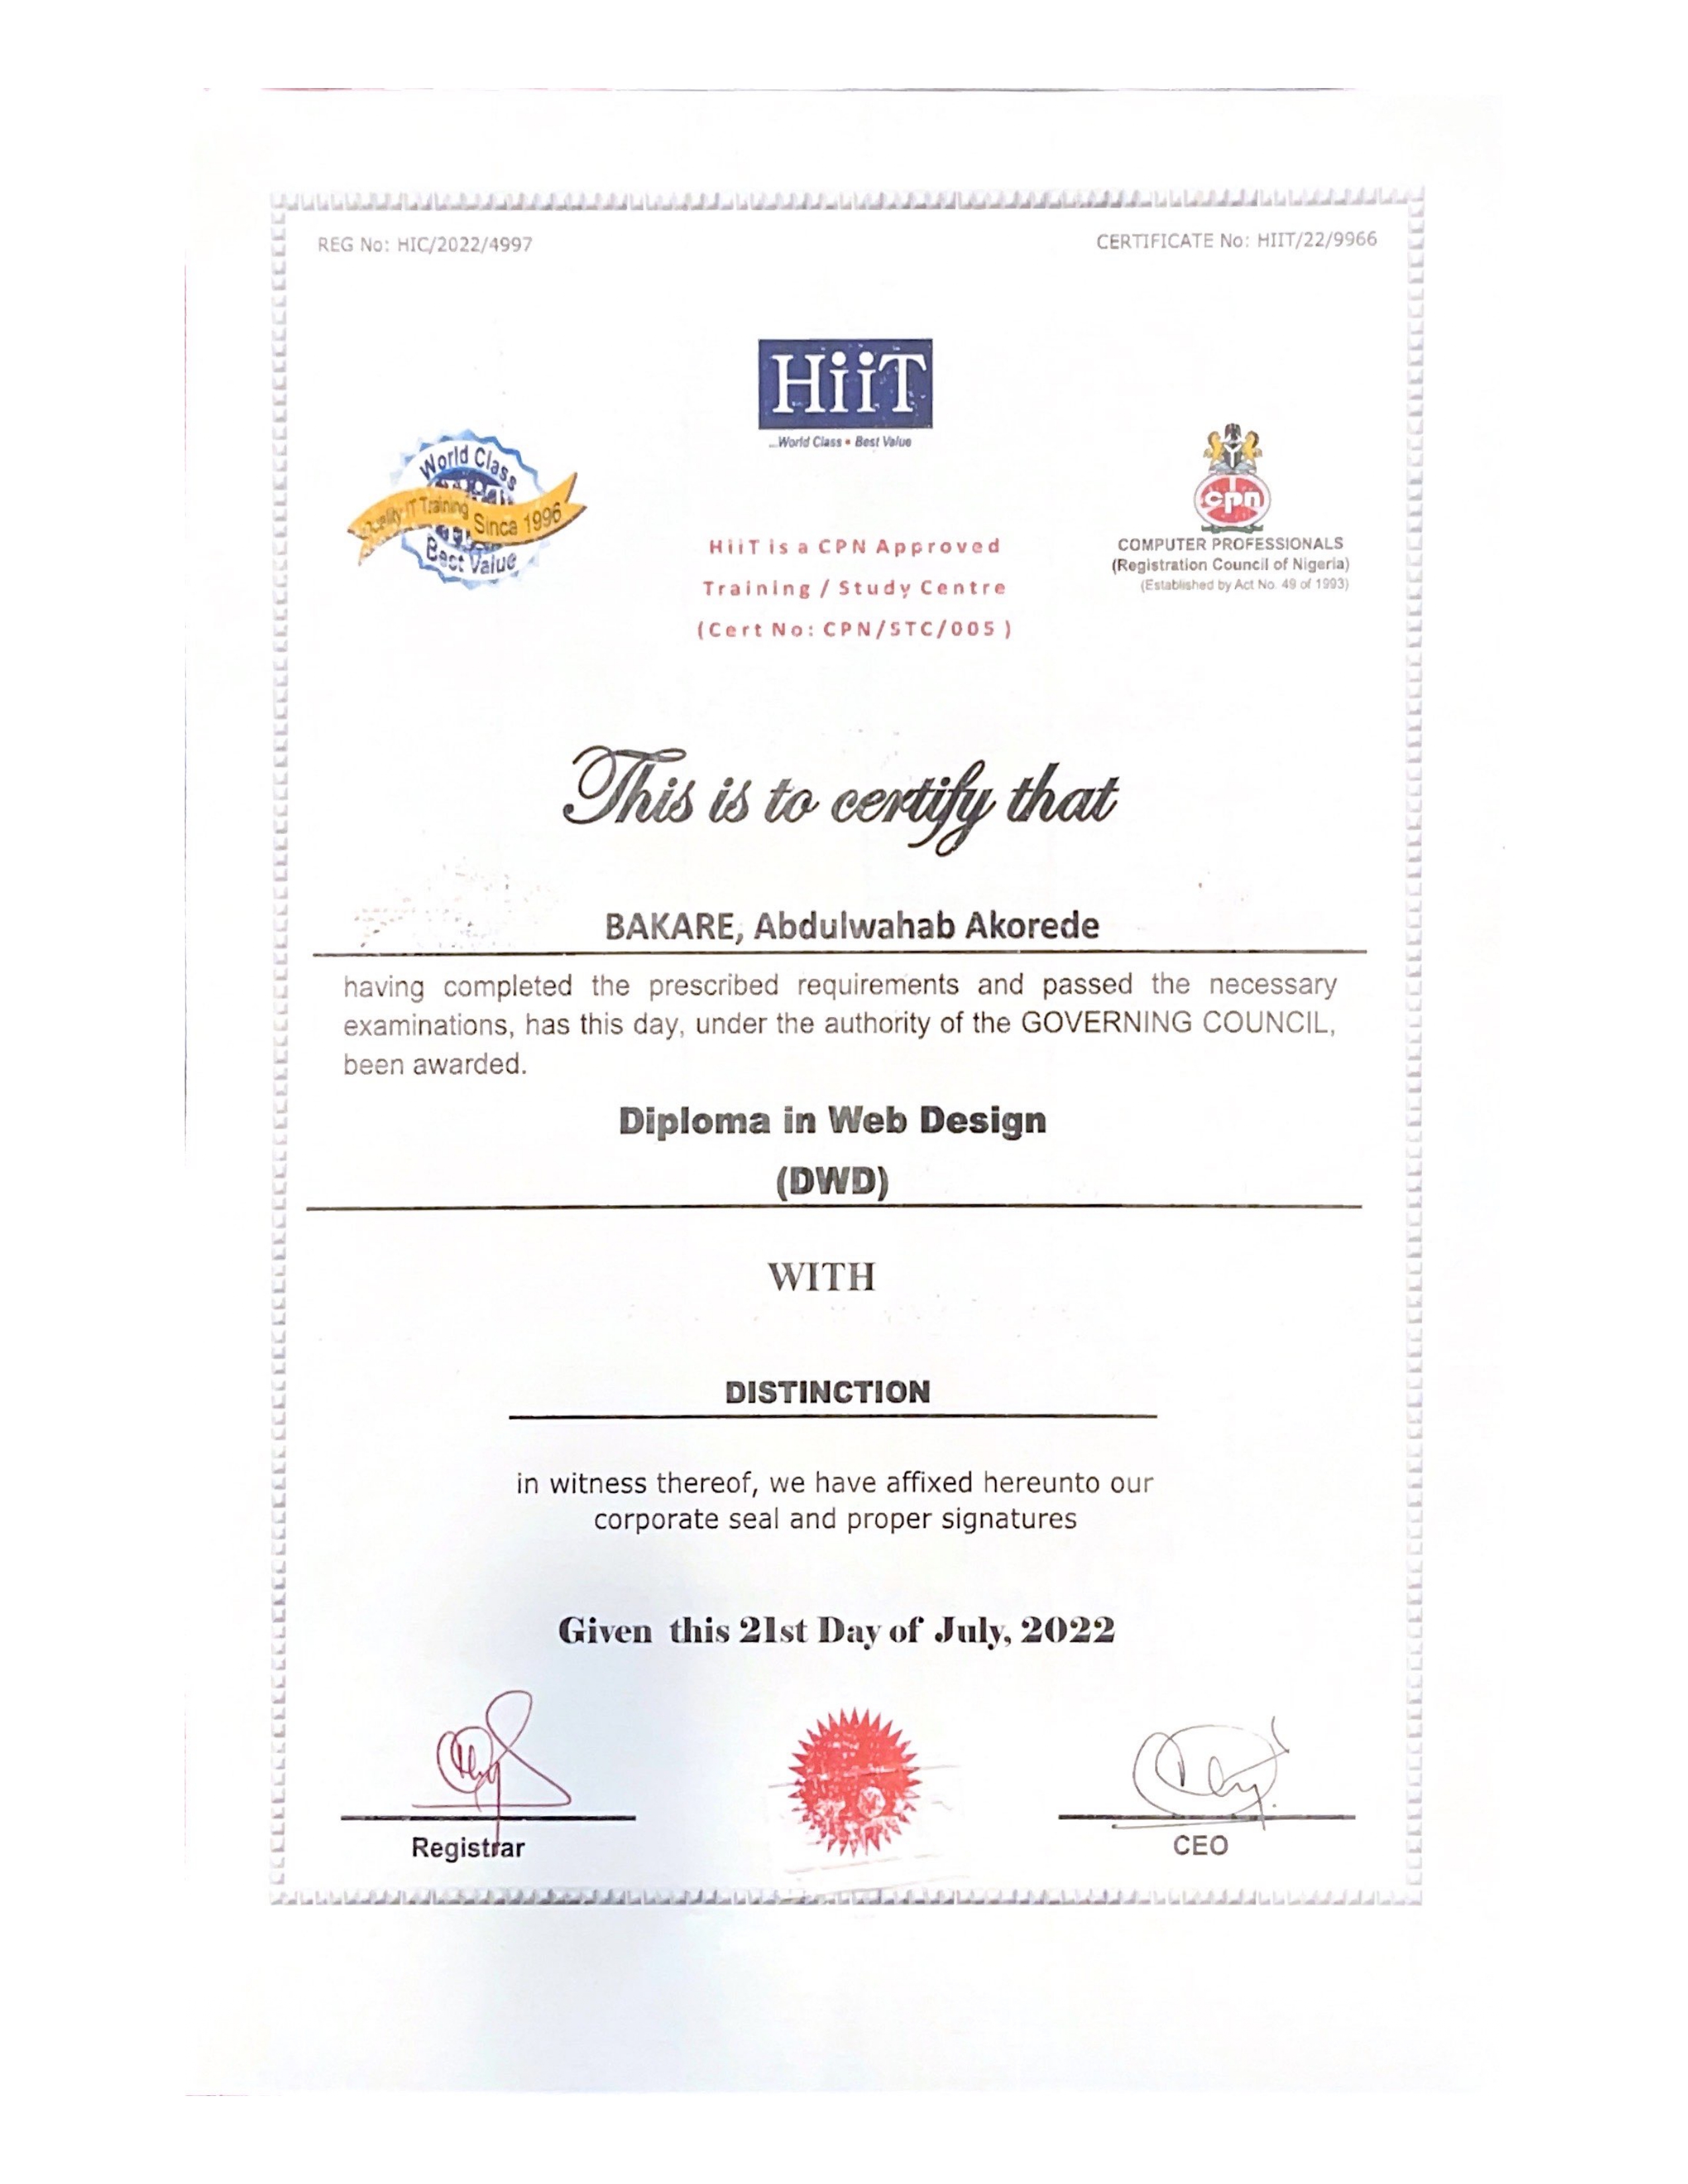 REG No: HIC/2022/4997
CERTIFICATE No: HIIT/22/9966
HiiT
...World Class • Best Value
World Class
Quality IT Training Since 1996
Best Value
cpn
COMPUTER PROFESSIONALS
(Registration Council of Nigeria)
(Established by Act No. 49 of 1993)
HiiT is a CPN Approved
Training / Study Centre
(Cert No: CPN/STC/005 )
This is to certify that
BAKARE, Abdulwahab Akorede
having completed the prescribed requirements and passed the necessary
examinations, has this day, under the authority of the GOVERNING COUNCIL,
been awarded.
Diploma in Web Design
(DWD)
WITH
DISTINCTION
in witness thereof, we have affixed hereunto our
corporate seal and proper signatures
Given this 21st Day of July, 2022
Registrar
CEO